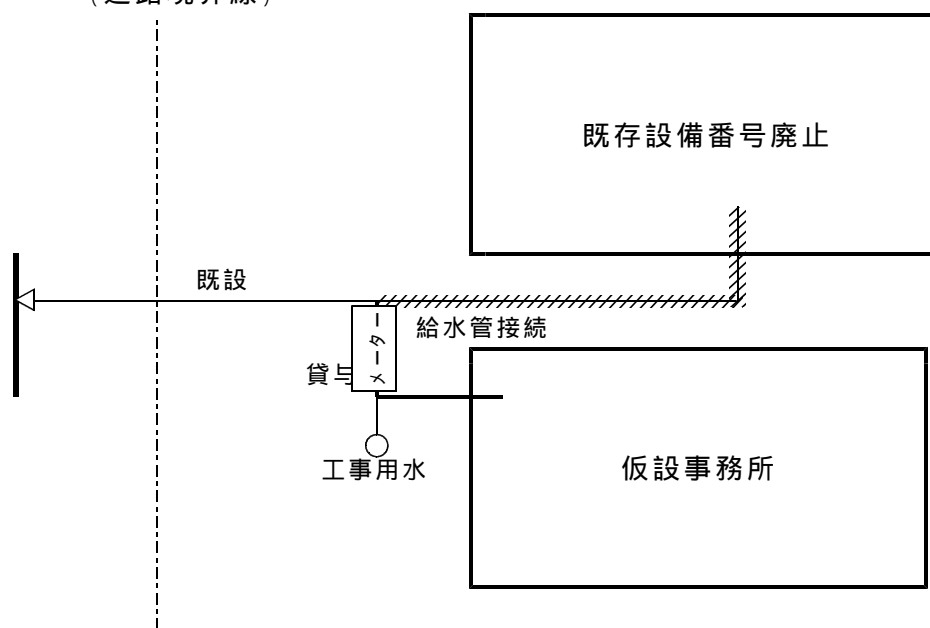 (道路境界線)
既存設備番号廃止
既設
給水管接続
メーター
貸与
工事用水
仮設事務所